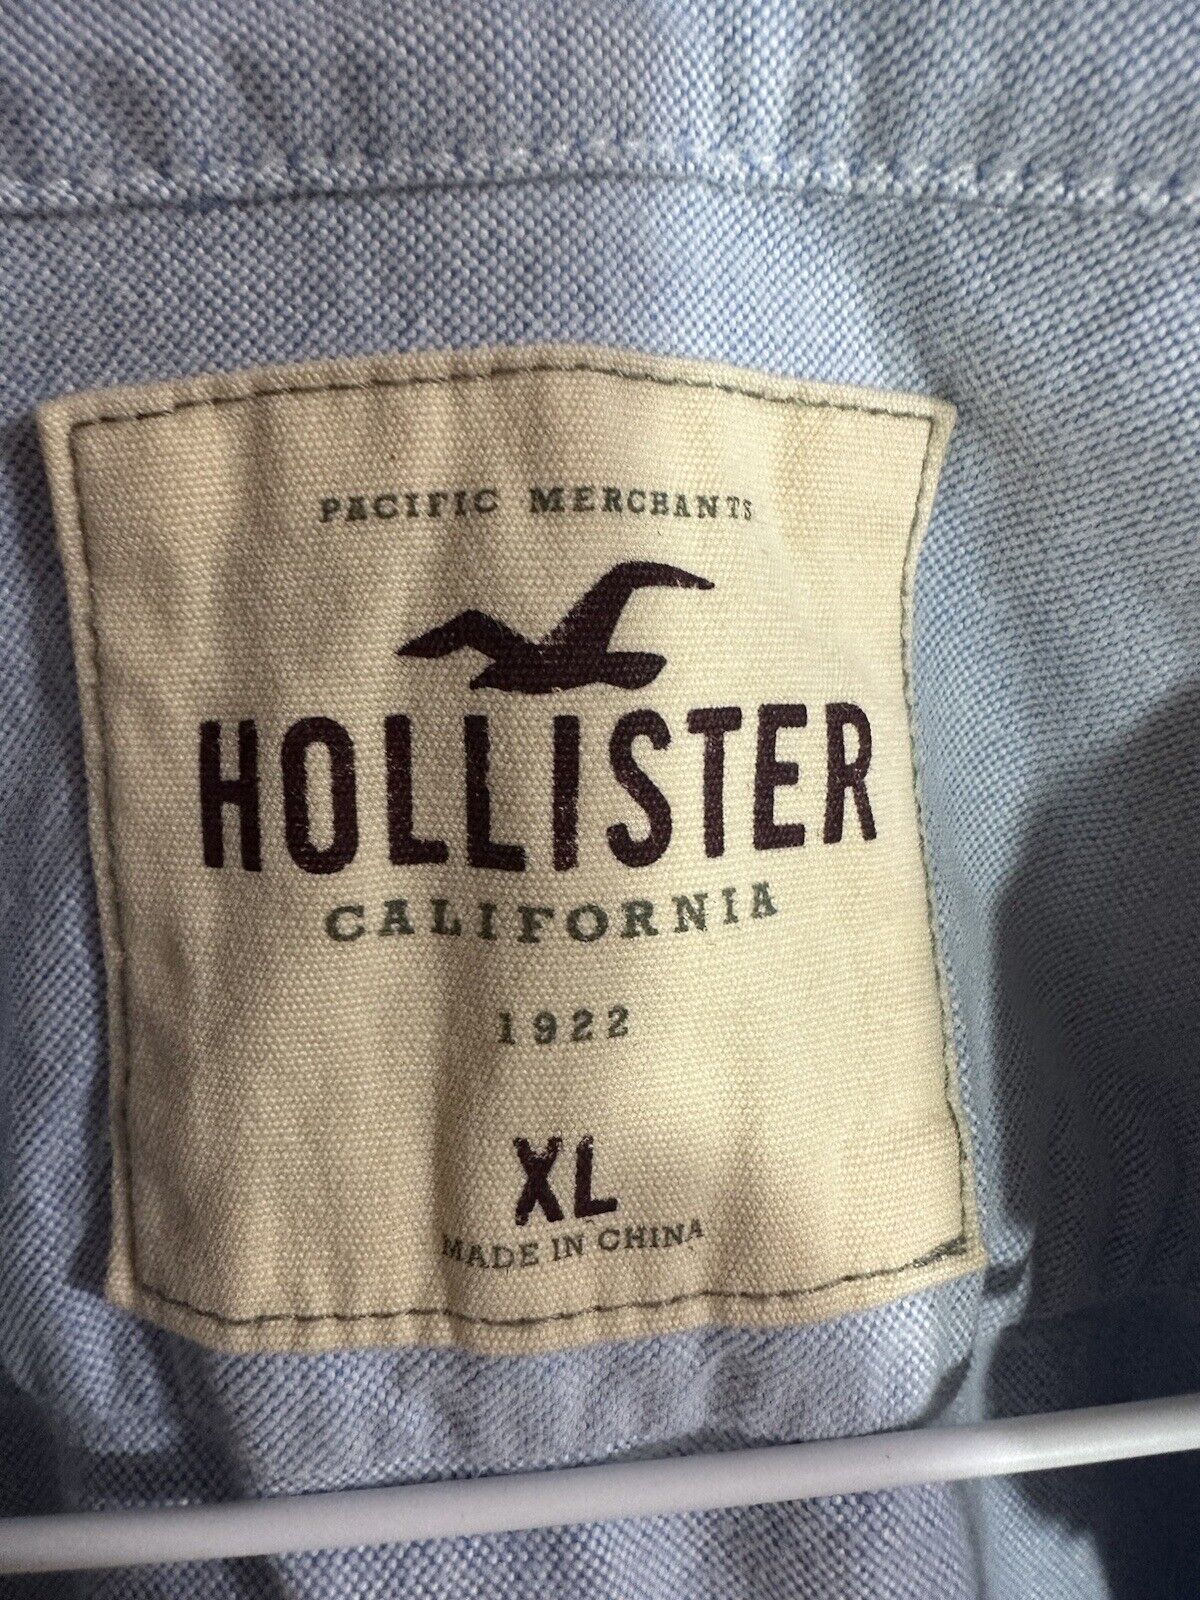 PACIFIC MERCHANTS
HOLLISTER
CALIFORNIA
1922
XL
MADE IN CHINA